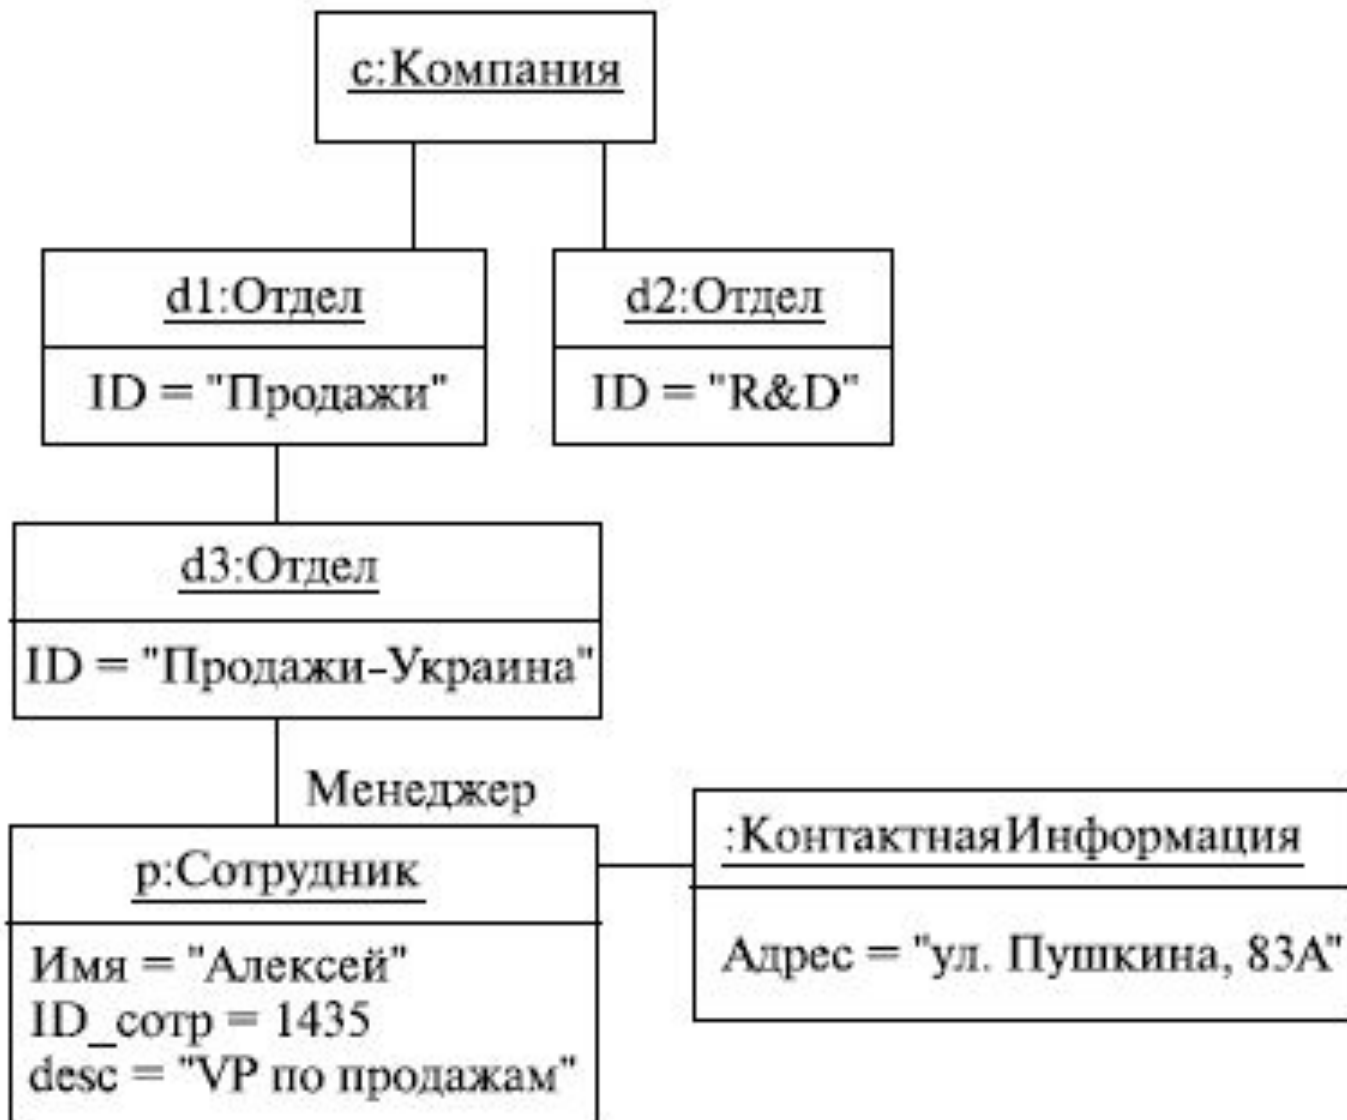 c:Компания
d1:Отдел
ID = "Продажи"
d2:Отдел
ID = "R&D"
d3:Отдел
ID = "Продажи-Украина"
Менеджер
p:Сотрудник
Имя = "Алексей"
ID_сотр = 1435
desc = "VP по продажам"
:КонтактнаяИнформация
Адрес = "ул. Пушкина, 83А"